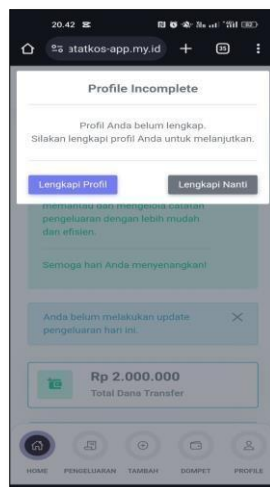 20.42
atatkos-app.my.id
35
Profile Incomplete
Profil Anda belum lengkap.
Silakan lengkapi profil Anda untuk melanjutkan.
Lengkapi Profil
Lengkapi Nanti
memantau dan mengelola catatan
pengeluaran dengan lebih mudah
dan efisien.
Semoga hari Anda menyenangkan!
Anda belum melakukan update
pengeluaran hari ini.
Rp 2.000.000
Total Dana Transfer
HOME PENGELUARAN TAMBAH DOMPET PROFILE